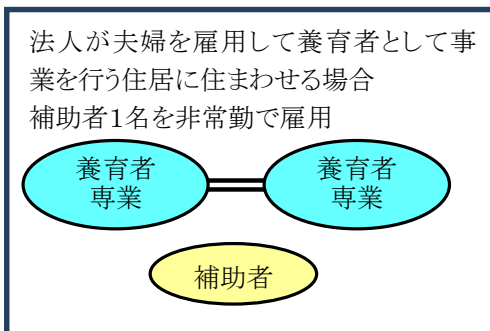 法人が夫婦を雇用して養育者として事
業を行う住居に住まわせる場合
補助者1名を非常勤で雇用
養育者
専業
養育者
専業
補助者